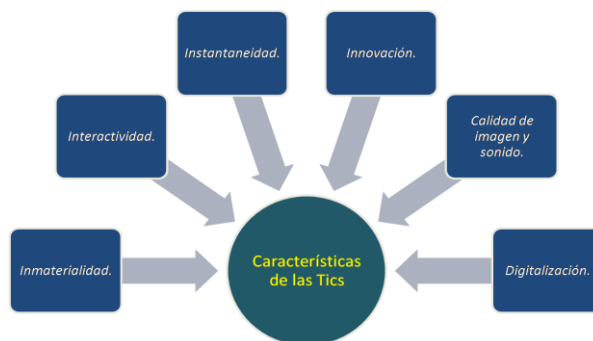 Instantaneidad.
Innovación.
Interactividad.
Calidad de
imagen y
sonido.
Inmaterialidad.
Características
de las Tics
Digitalización.